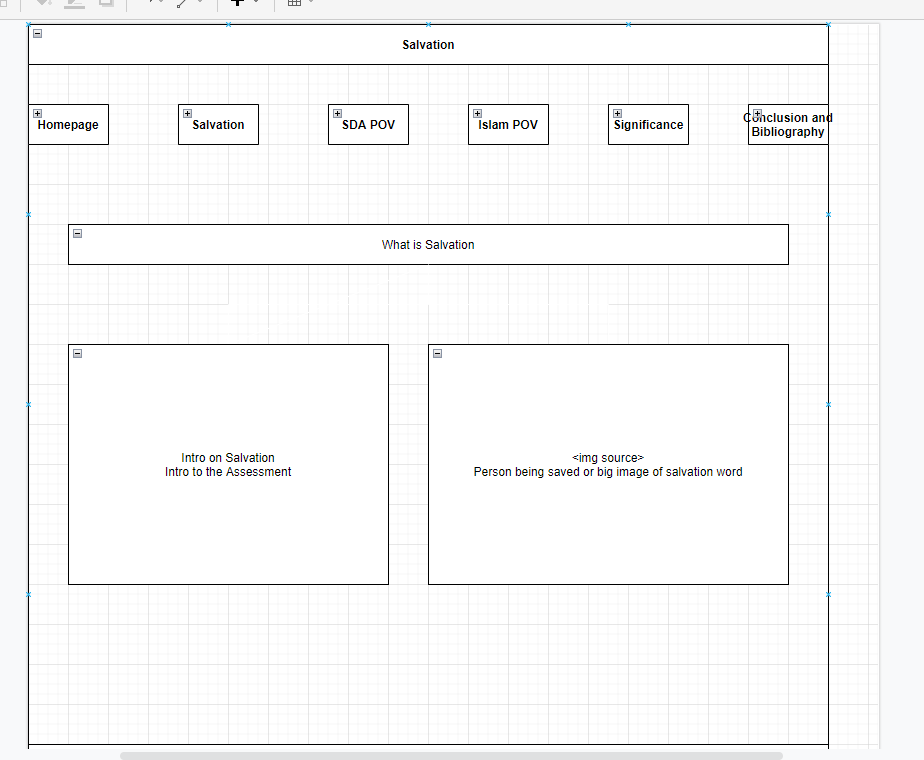 Salvation
Homepage
Salvation
SDA POV
Islam POV
Significance
Conclusion and
Bibliography
What is Salvation
Intro on Salvation
Intro to the Assessment
<img source>
Person being saved or big image of salvation word